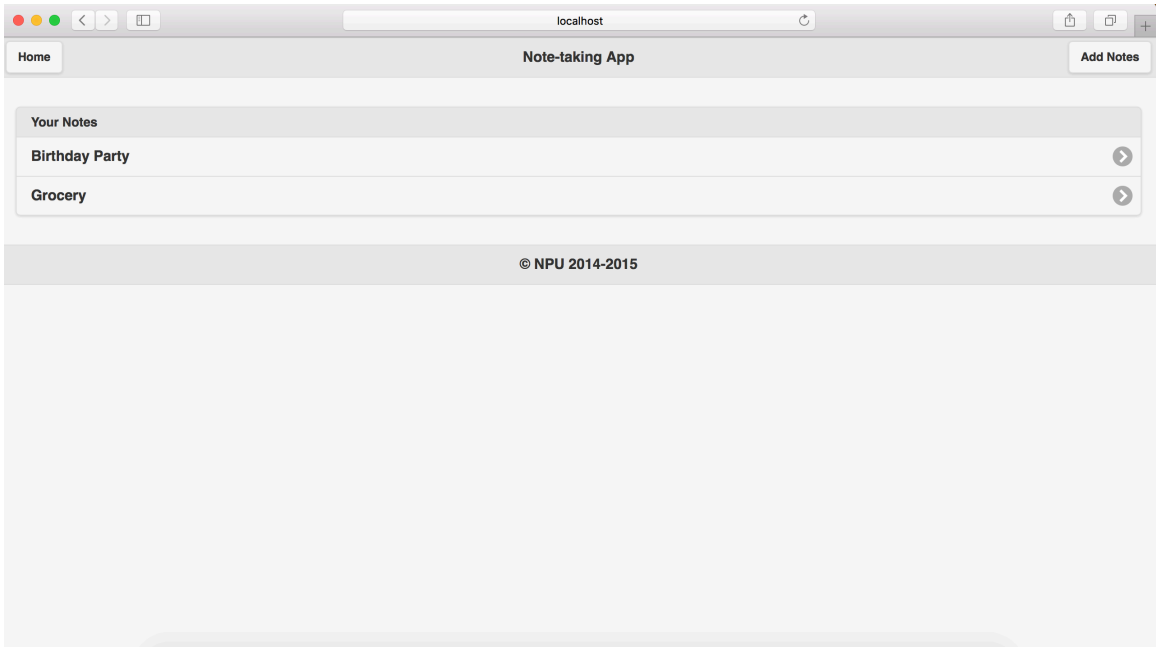 localhost
Home
Note-taking App
Add Notes
Your Notes
Birthday Party
Grocery
© NPU 2014-2015